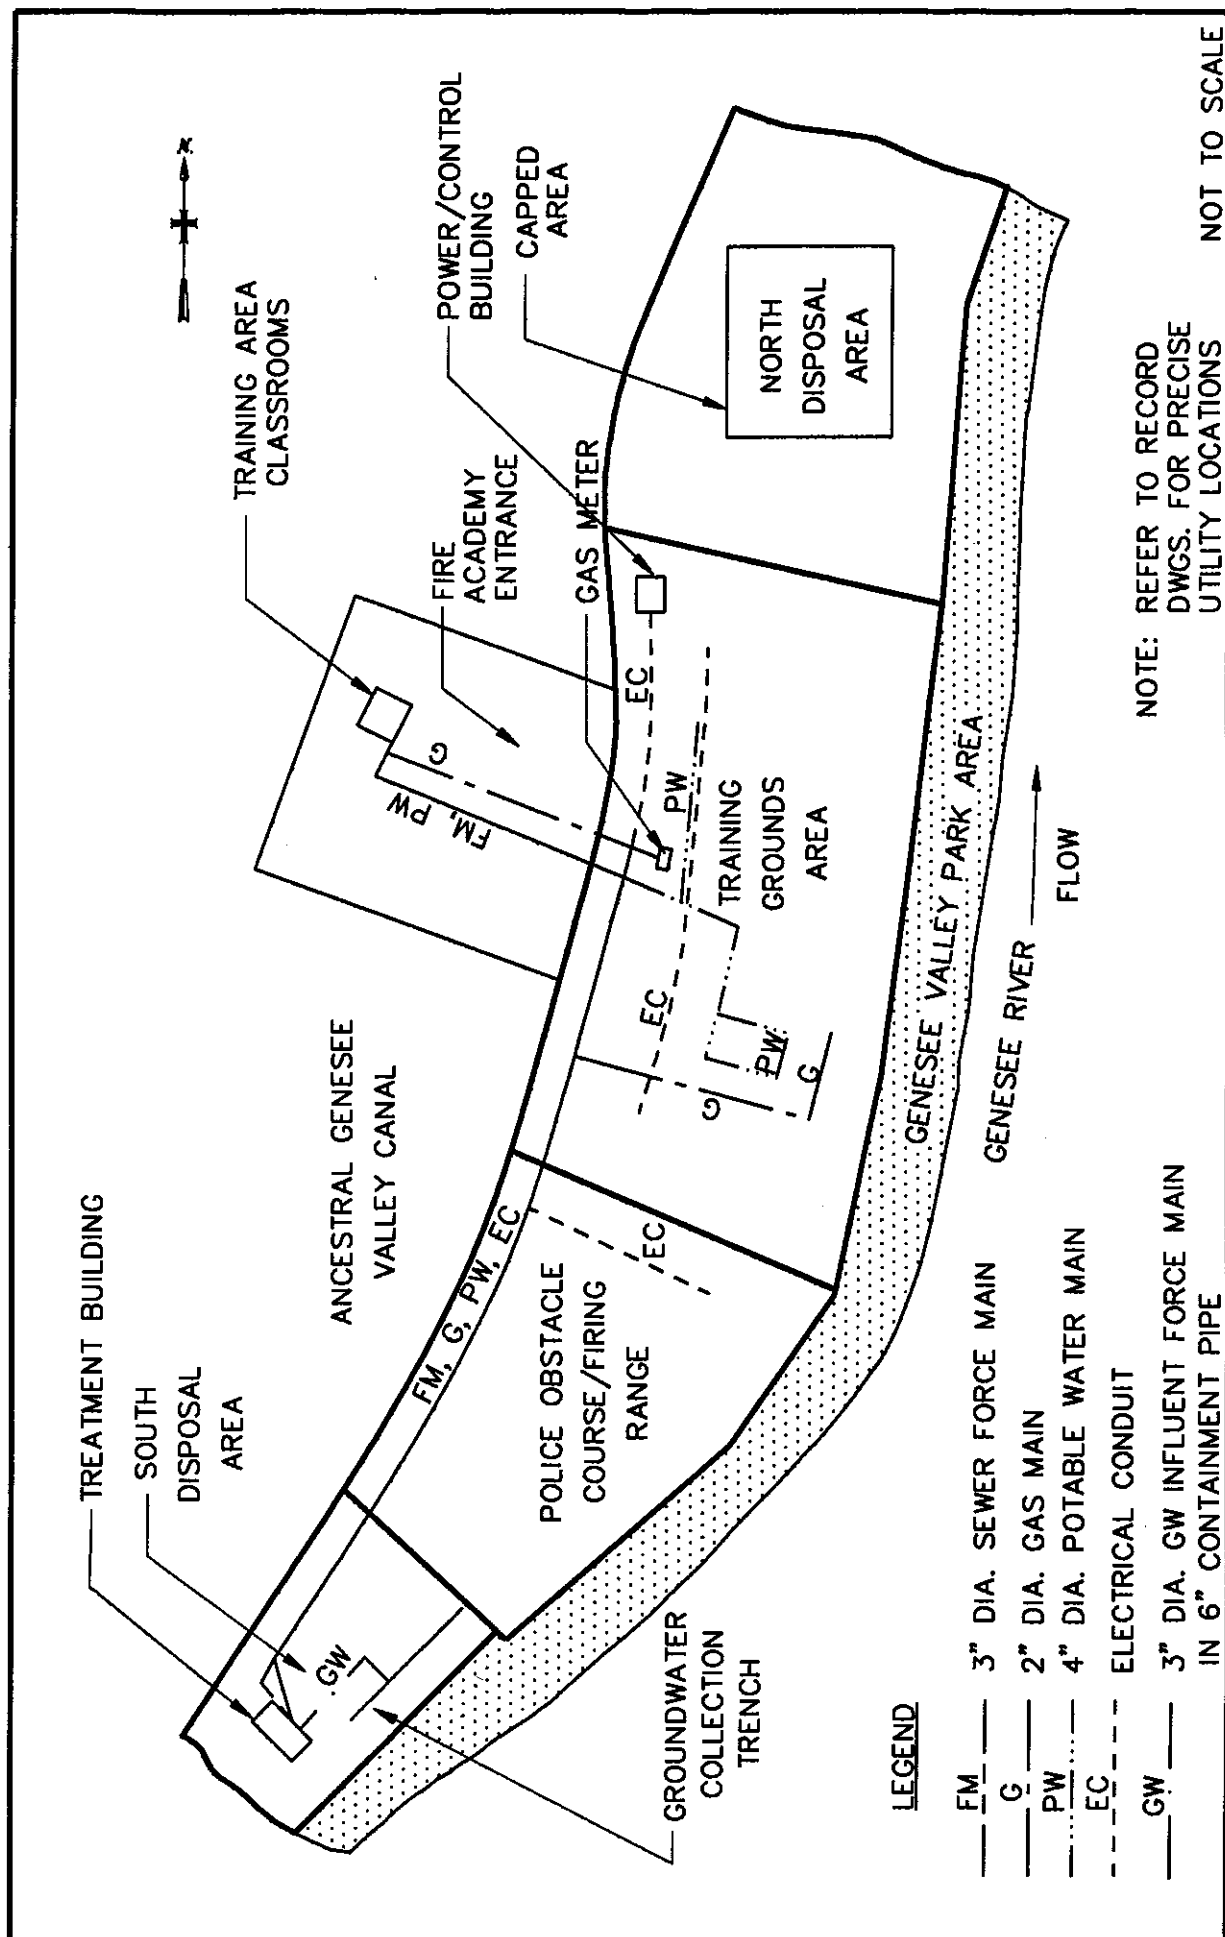 TREATMENT BUILDING
SOUTH
DISPOSAL
AREA
ANCESTRAL GENESEE
VALLEY CANAL
TRAINING AREA
CLASSROOMS
FIRE
ACADEMY
ENTRANCE
POWER/CONTROL
BUILDING
CAPPED
AREA
GAS METER
G
FM, PW
FM, G, PW, EC
GW
EC
EC
PW
EC
POLICE OBSTACLE
COURSE/FIRING
RANGE
TRAINING
GROUNDS
AREA
G
PW
G
NORTH
DISPOSAL
AREA
GROUNDWATER
COLLECTION
TRENCH
GENESEE VALLEY PARK AREA
GENESEE RIVER
FLOW
LEGEND
FM 3" DIA. SEWER FORCE MAIN
G 2" DIA. GAS MAIN
PW 4" DIA. POTABLE WATER MAIN
EC ELECTRICAL CONDUIT
GW 3" DIA. GW INFLUENT FORCE MAIN
IN 6" CONTAINMENT PIPE
NOTE: REFER TO RECORD
DWGS. FOR PRECISE
UTILITY LOCATIONS
NOT TO SCALE